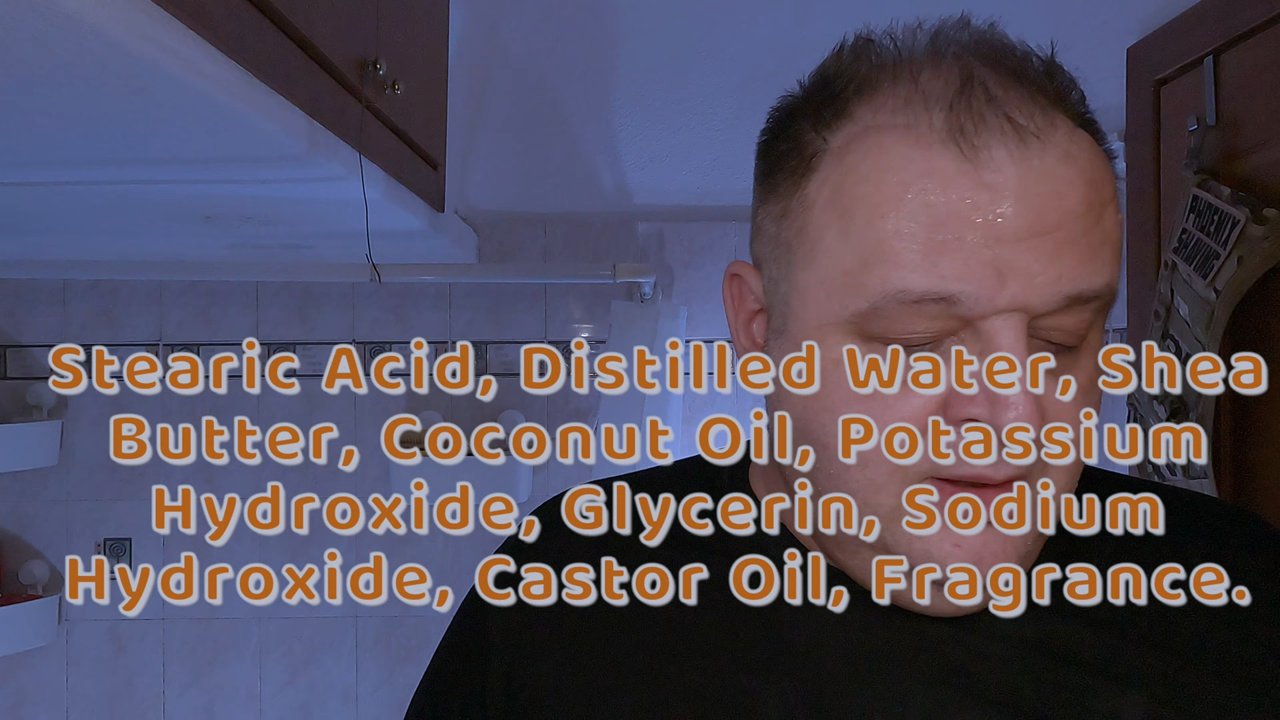 PHOENIX
SHAVING
Stearic Acid, Distilled Water, Shea
Butter, Coconut Oil, Potassium
Hydroxide, Glycerin, Sodium
Hydroxide, Castor Oil, Fragrance.